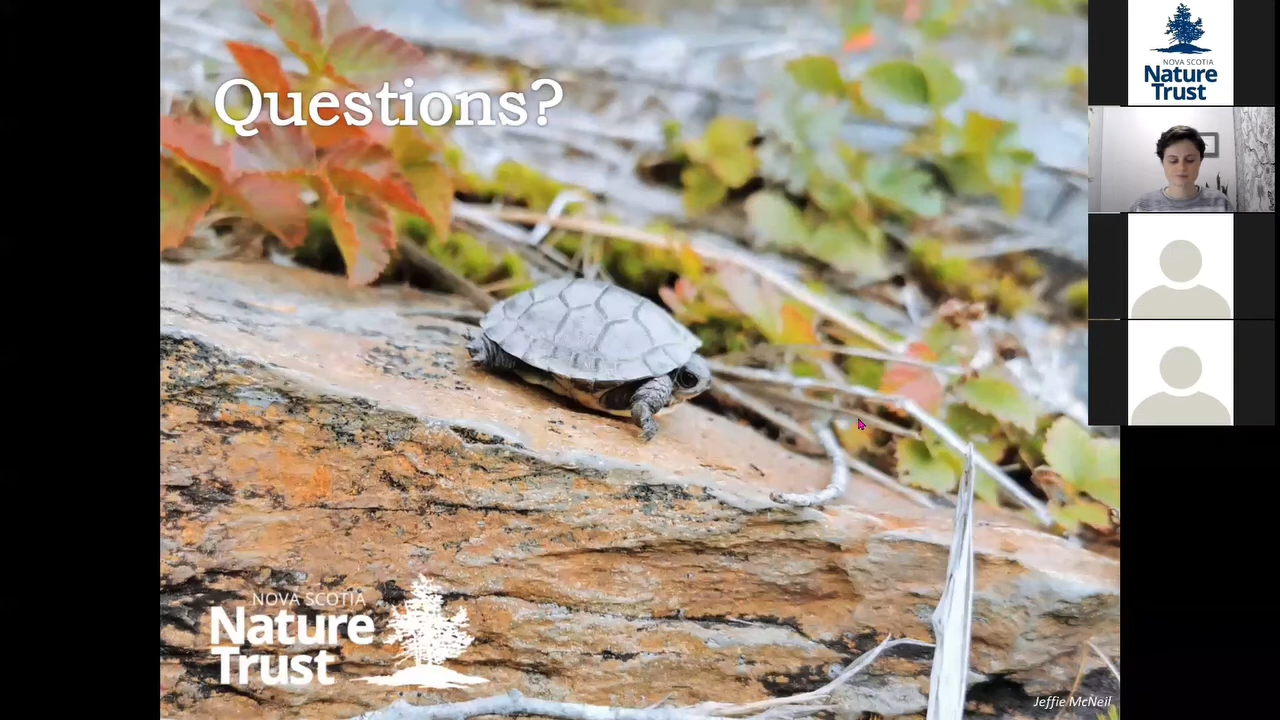 Questions?
NOVA SCOTIA
Nature
Trust
Jeffie McNeil
NOVA SCOTIA
Nature
Trust